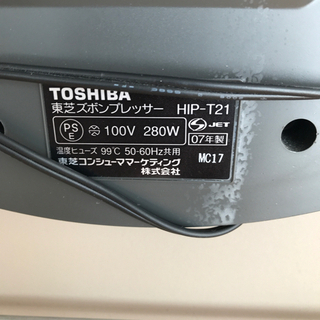 TOSHIBA
東芝ズボンプレッサー HIP-T21
PS E 100V 280W S JET
温度ヒューズ 99℃ 50-60Hz共用 07年製
東芝コンシューママーケティング MC17
株式会社